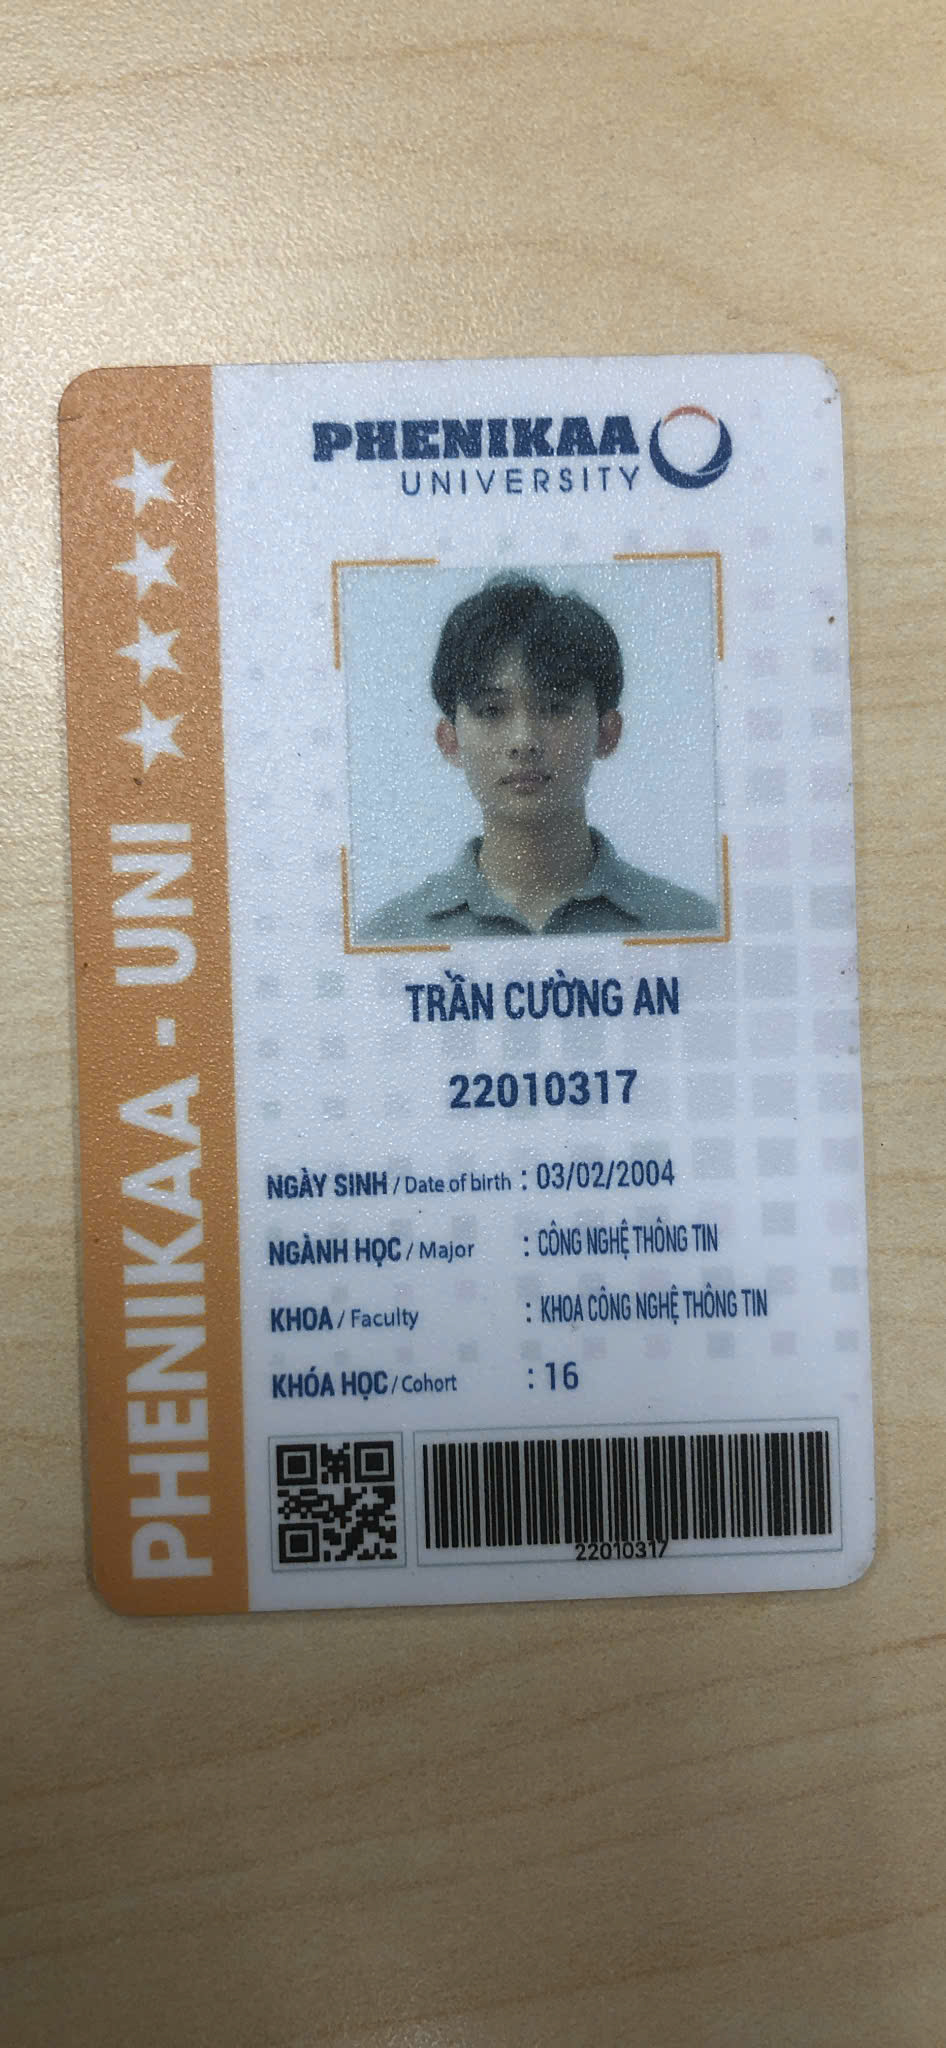 PHENIKAA
UNIVERSITY
PHENIKAA - UNI
TRẦN CƯỜNG AN
22010317
NGÀY SINH / Date of birth : 03/02/2004
NGÀNH HỌC / Major : CÔNG NGHỆ THÔNG TIN
KHOA / Faculty : KHOA CÔNG NGHỆ THÔNG TIN
KHÓA HỌC / Cohort : 16
22010317